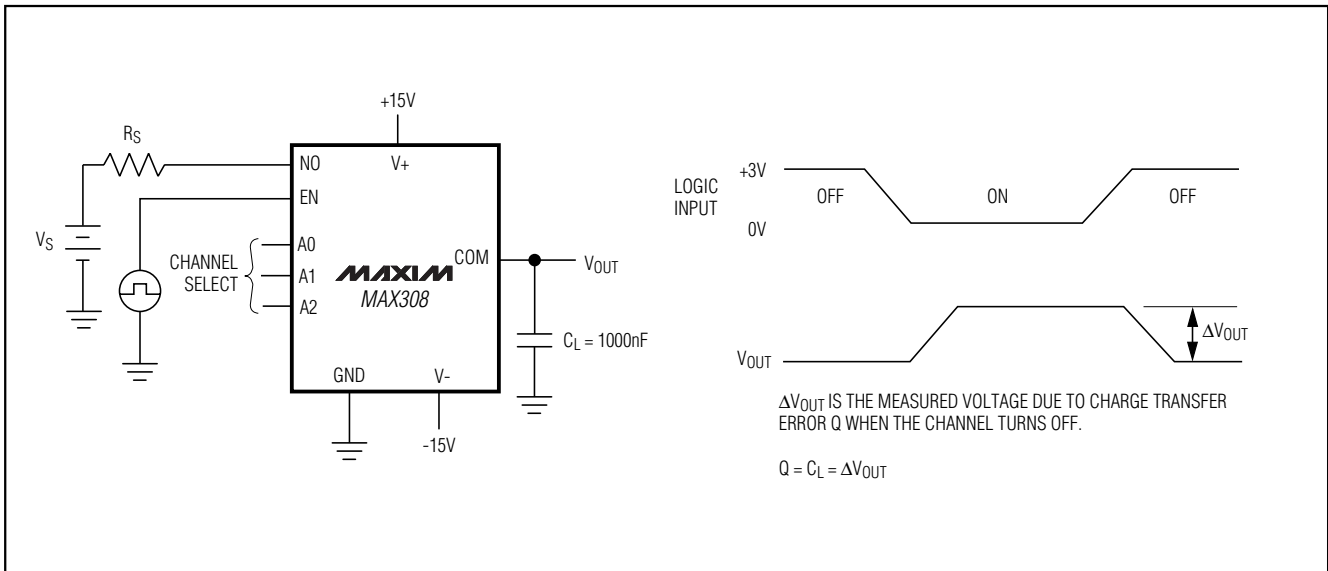 +15V
RS
NO
V+
EN
VS
A0
CHANNEL
SELECT
A1
A2
MAXIM
MAX308
COM
VOUT
CL = 1000nF
GND
V-
-15V
LOGIC
INPUT
+3V
0V
OFF
ON
OFF
VOUT
ΔVOUT
ΔVOUT IS THE MEASURED VOLTAGE DUE TO CHARGE TRANSFER
ERROR Q WHEN THE CHANNEL TURNS OFF.
Q = CL = ΔVOUT